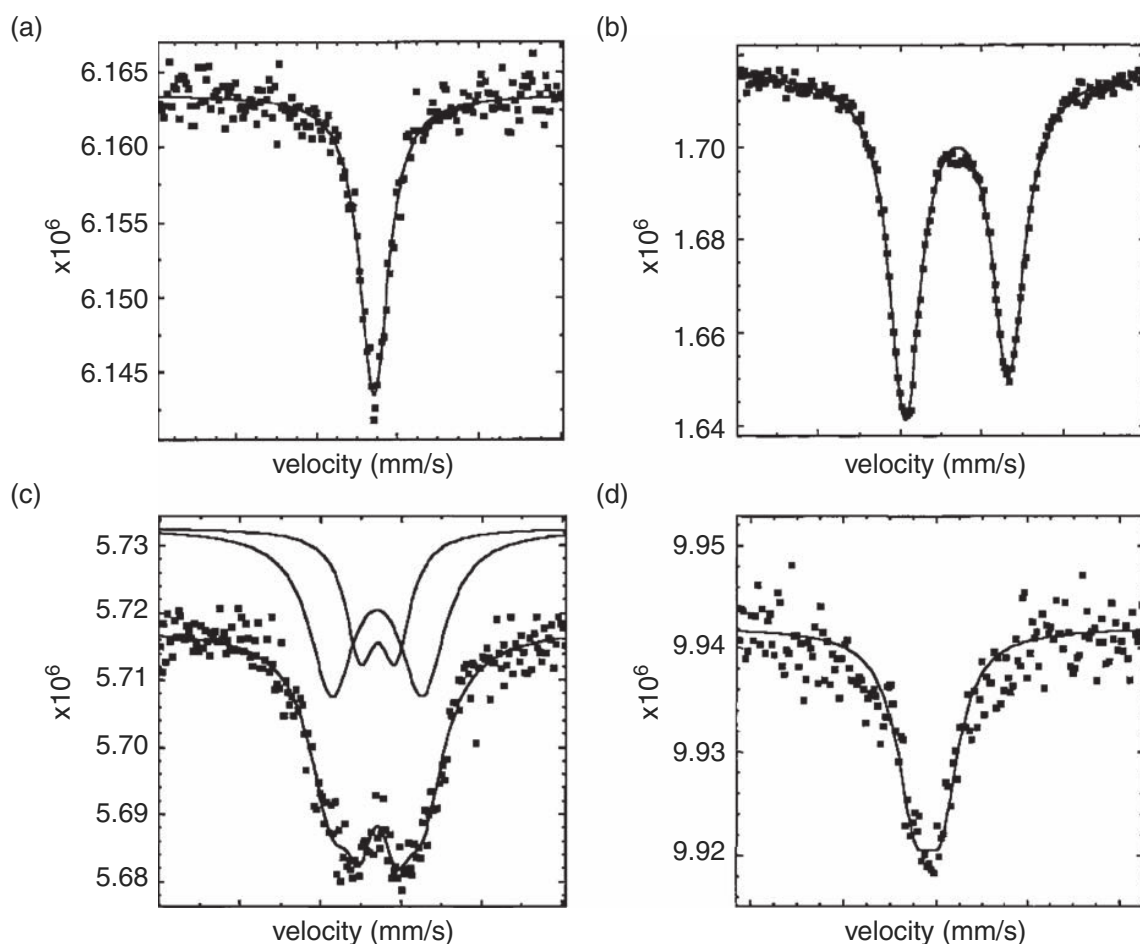 (a)
6.165
6.160
6.155
6.150
6.145
x10⁶
velocity (mm/s)
(b)
1.70
1.68
1.66
1.64
x10⁶
velocity (mm/s)
(c)
5.73
5.72
5.71
5.70
5.69
5.68
x10⁶
velocity (mm/s)
(d)
9.95
9.94
9.93
9.92
x10⁶
velocity (mm/s)